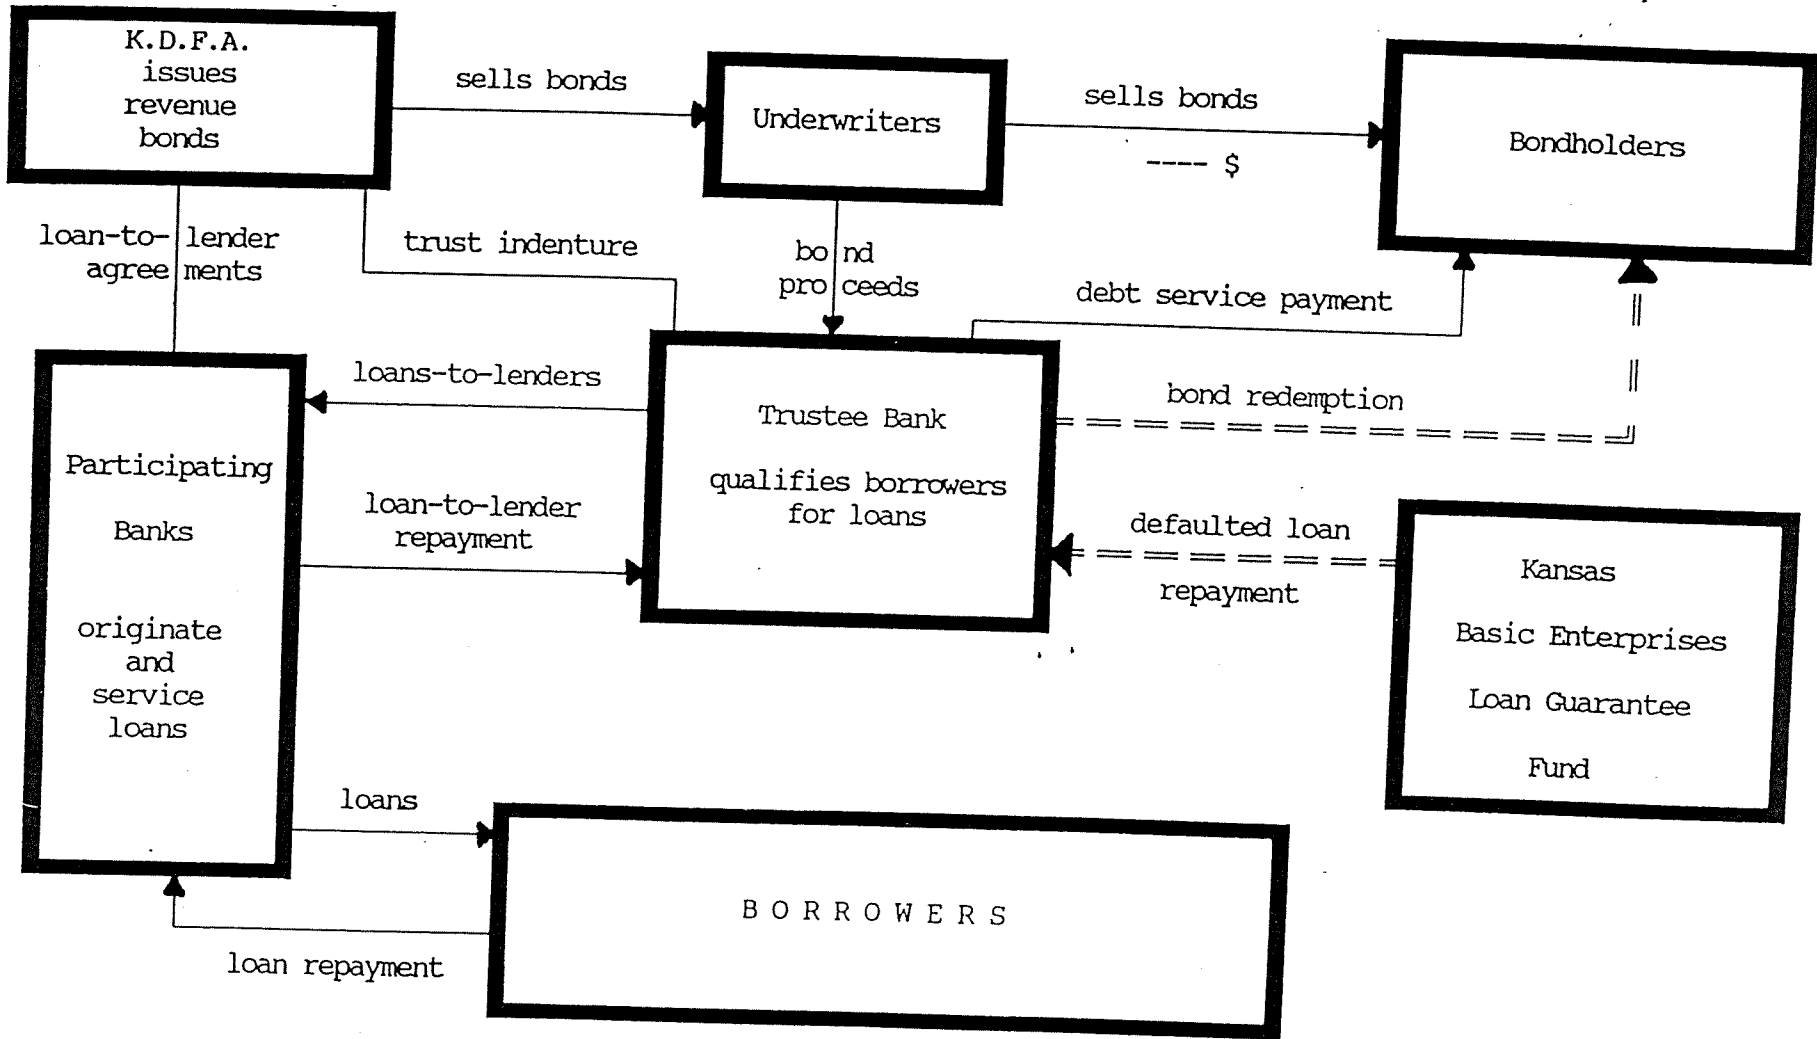 K.D.F.A.
issues
revenue
bonds
sells bonds
Underwriters
sells bonds
---- $
Bondholders
loan-to- lender
agree ments
trust indenture
bo nd
pro ceeds
debt service payment
loans-to-lenders
bond redemption
Trustee Bank
qualifies borrowers
for loans
Participating
Banks
originate
and
service
loans
loan-to-lender
repayment
defaulted loan
repayment
Kansas
Basic Enterprises
Loan Guarantee
Fund
loans
BORROWERS
loan repayment